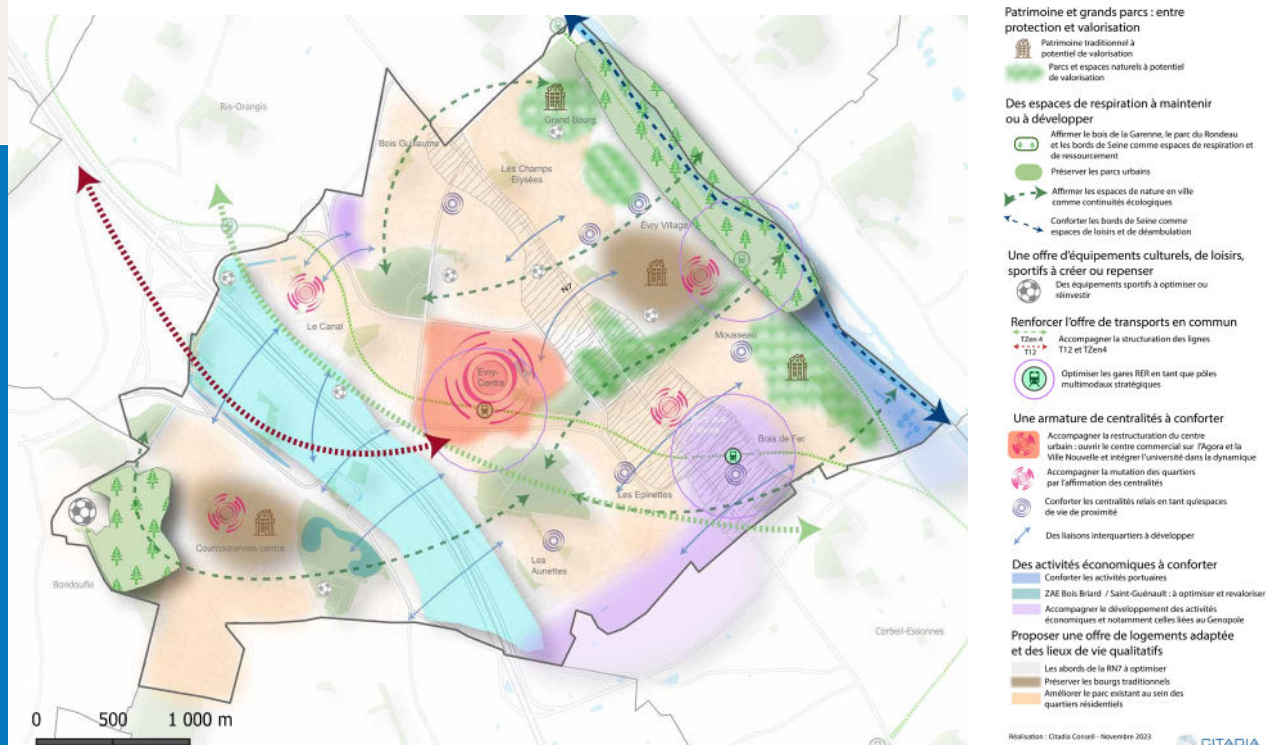 Ris-Orangis
Grand Bourg
Bois Guillaume
Les Champs
Elysées
Évry Village
N7
Le Canal
Évry-
Centre
Mousseau
Bras de Fer
Les Epinettes
Les
Aunettes
Courcouronnes-centre
Bondoufle
Corbeil-Essonnes
0 500 1 000 m
Patrimoine et grands parcs : entre
protection et valorisation
Patrimoine traditionnel à
potentiel de valorisation
Parcs et espaces naturels à potentiel
de valorisation
Des espaces de respiration à maintenir
ou à développer
Affirmer le bois de la Garenne, le parc du Rondeau
et les bords de Seine comme espaces de respiration et
de ressourcement
Préserver les parcs urbains
Affirmer les espaces de nature en ville
comme continuités écologiques
Conforter les bords de Seine comme
espaces de loisirs et de déambulation
Une offre d'équipements culturels, de loisirs,
sportifs à créer ou repenser
Des équipements sportifs à optimiser ou
réinvestir
Renforcer l'offre de transports en commun
TZen 4
T12
Accompagner la structuration des lignes
T12 et TZen4
Optimiser les gares RER en tant que pôles
multimodaux stratégiques
Une armature de centralités à conforter
Accompagner la restructuration du centre
urbain : ouvrir le centre commercial sur l'Agora et la
Ville Nouvelle et intégrer l'université dans la dynamique
Accompagner la mutation des quartiers
par l'affirmation des centralités
Conforter les centralités relais en tant qu'espaces
de vie de proximité
Des liaisons interquartiers à développer
Des activités économiques à conforter
Conforter les activités portuaires
ZAE Bois Briard / Saint-Guénault : à optimiser et revaloriser
Accompagner le développement des activités
économiques et notamment celles liées au Genopole
Proposer une offre de logements adaptée
et des lieux de vie qualitatifs
Les abords de la RN7 à optimiser
Préserver les bourgs traditionnels
Améliorer le parc existant au sein des
quartiers résidentiels
Réalisation : Citadia Conseil - Novembre 2023
CITADIA